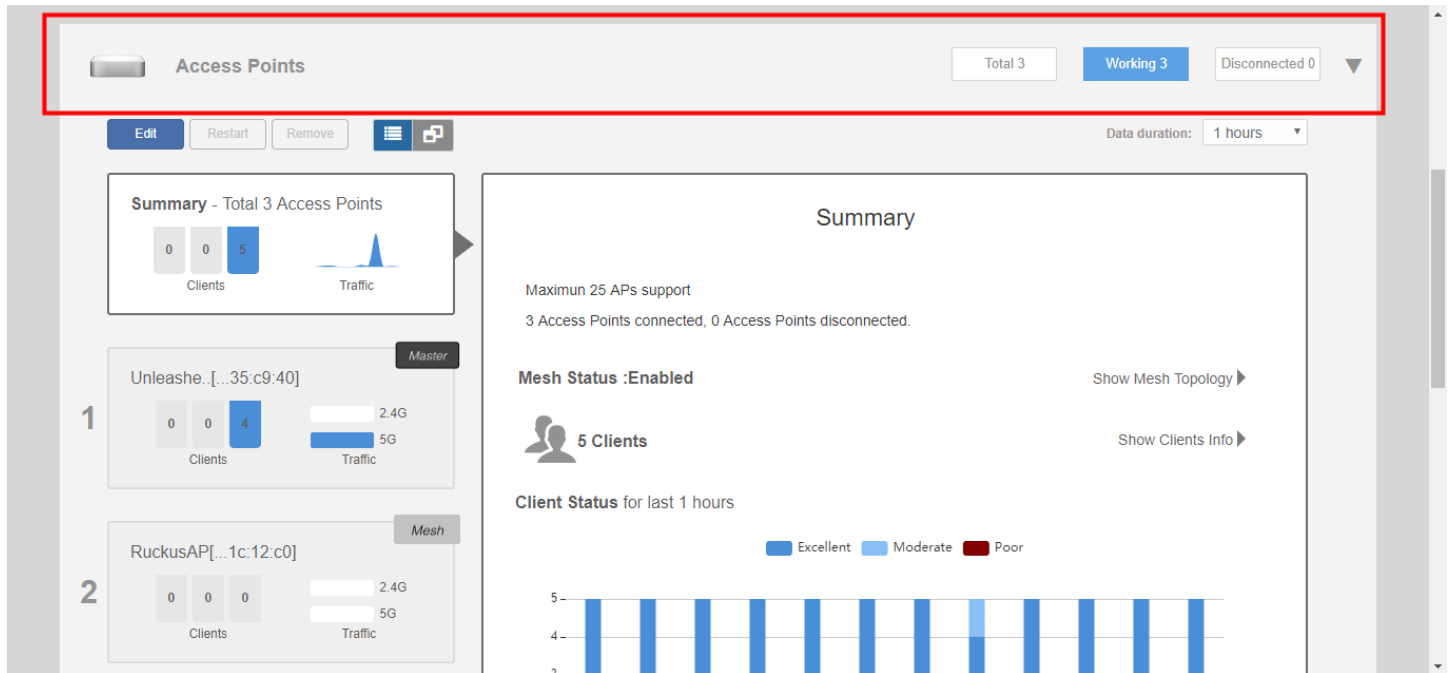 Access Points Total 3 Working 3 Disconnected 0
Edit Restart Remove Data duration: 1 hours
Summary - Total 3 Access Points
0 0 5
Clients Traffic
Master
Unleashe..[...35:c9:40]
1
0 0 4 2.4G
5G
Clients Traffic
Mesh
RuckusAP[...1c:12:c0]
2
0 0 0 2.4G
5G
Clients Traffic
Summary
Maximun 25 APs support
3 Access Points connected, 0 Access Points disconnected.
Mesh Status :Enabled Show Mesh Topology
5 Clients Show Clients Info
Client Status for last 1 hours
Excellent Moderate Poor
5
4